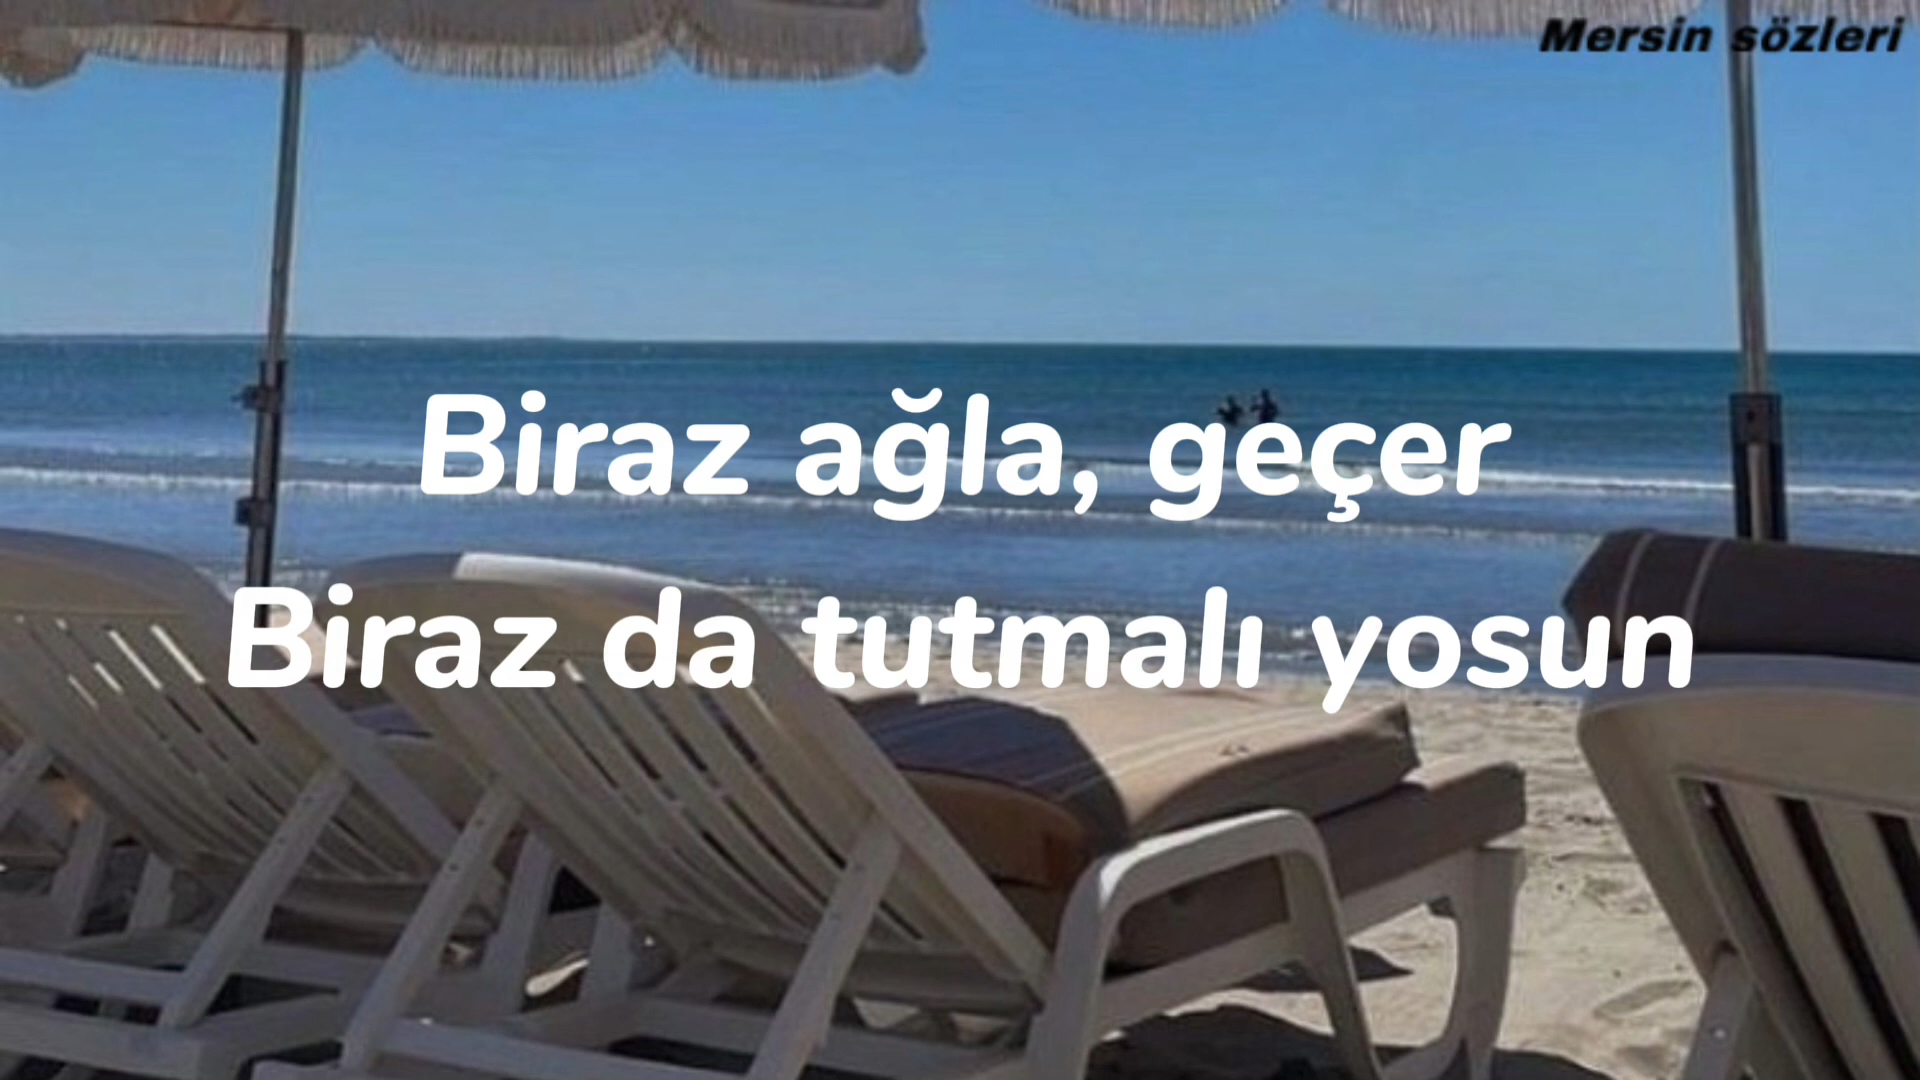 Mersin sözleri
Biraz ağla, geçer
Biraz da tutmalı yosun